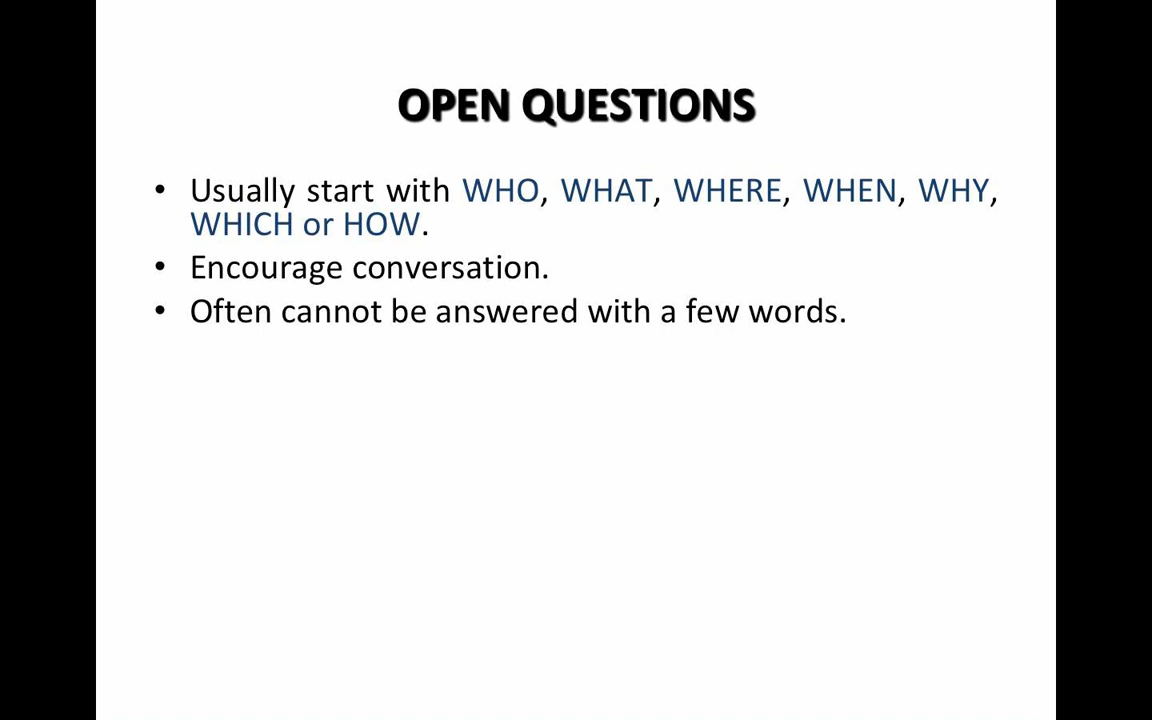 OPEN QUESTIONS
• Usually start with WHO, WHAT, WHERE, WHEN, WHY,
WHICH or HOW.
• Encourage conversation.
• Often cannot be answered with a few words.